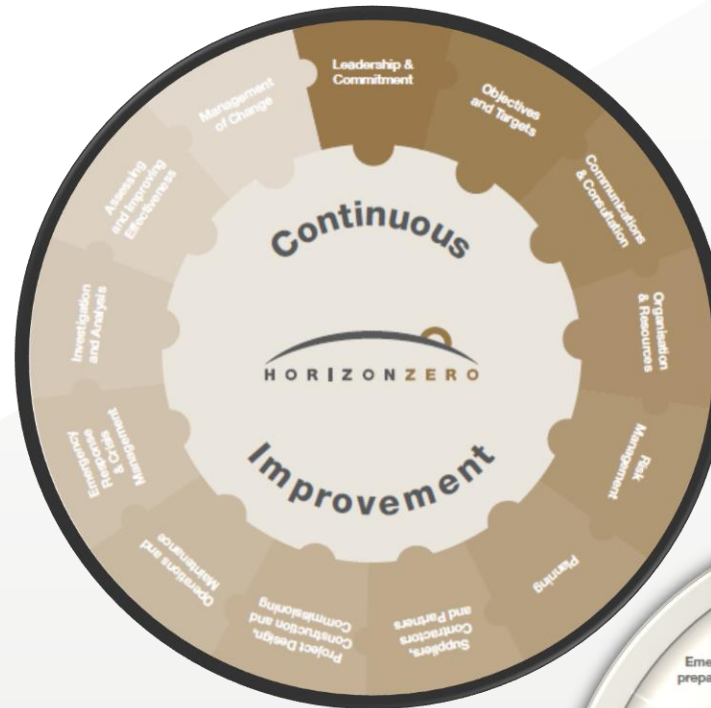 Leadership &
Commitment
Objectives
and Targets
Communications
& Consultation
Organisation
& Resources
Risk
Management
Planning
Suppliers,
Contractors
and Partners
Project Design,
Construction and
Commissioning
Operations and
Maintenance
Emergency
Response
& Crisis
Management
Investigation
and Analysis
Assessing
and Improving
Effectiveness
Management
of Change
Continuous
HORIZONZERO
Improvement
Eme
prepa